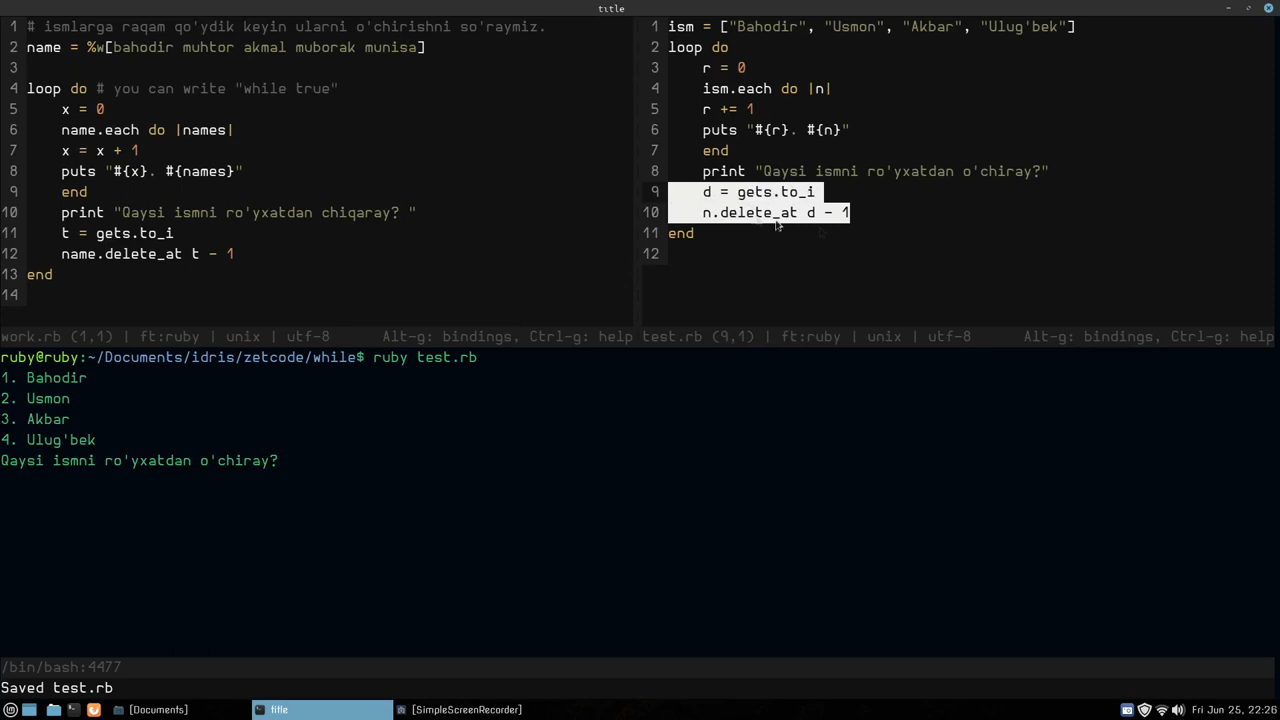 title
1 # ismlarga raqam qo'ydik keyin ularni o'chirishni so'raymiz.
2 name = %w[bahodir muhtor akmal muborak munisa]
3
4 loop do # you can write "while true"
5     x = 0
6     name.each do |names|
7     x = x + 1
8     puts "#{x}. #{names}"
9     end
10     print "Qaysi ismni ro'yxatdan chiqaray? "
11     t = gets.to_i
12     name.delete_at t - 1
13 end
14
work.rb (1,1) | ft:ruby | unix | utf-8 Alt-g: bindings, Ctrl-g: help
1 ism = ["Bahodir", "Usmon", "Akbar", "Ulug'bek"]
2 loop do
3     r = 0
4     ism.each do |n|
5     r += 1
6     puts "#{r}. #{n}"
7     end
8     print "Qaysi ismni ro'yxatdan o'chiray?"
9     d = gets.to_i
10     n.delete_at d - 1
11 end
12
test.rb (9,1) | ft:ruby | unix | utf-8 Alt-g: bindings, Ctrl-g: help
ruby@ruby:~/Documents/idris/zetcode/while$ ruby test.rb
1. Bahodir
2. Usmon
3. Akbar
4. Ulug'bek
Qaysi ismni ro'yxatdan o'chiray?
/bin/bash:4477
Saved test.rb
[Documents] title [SimpleScreenRecorder] Fri Jun 25, 22:26